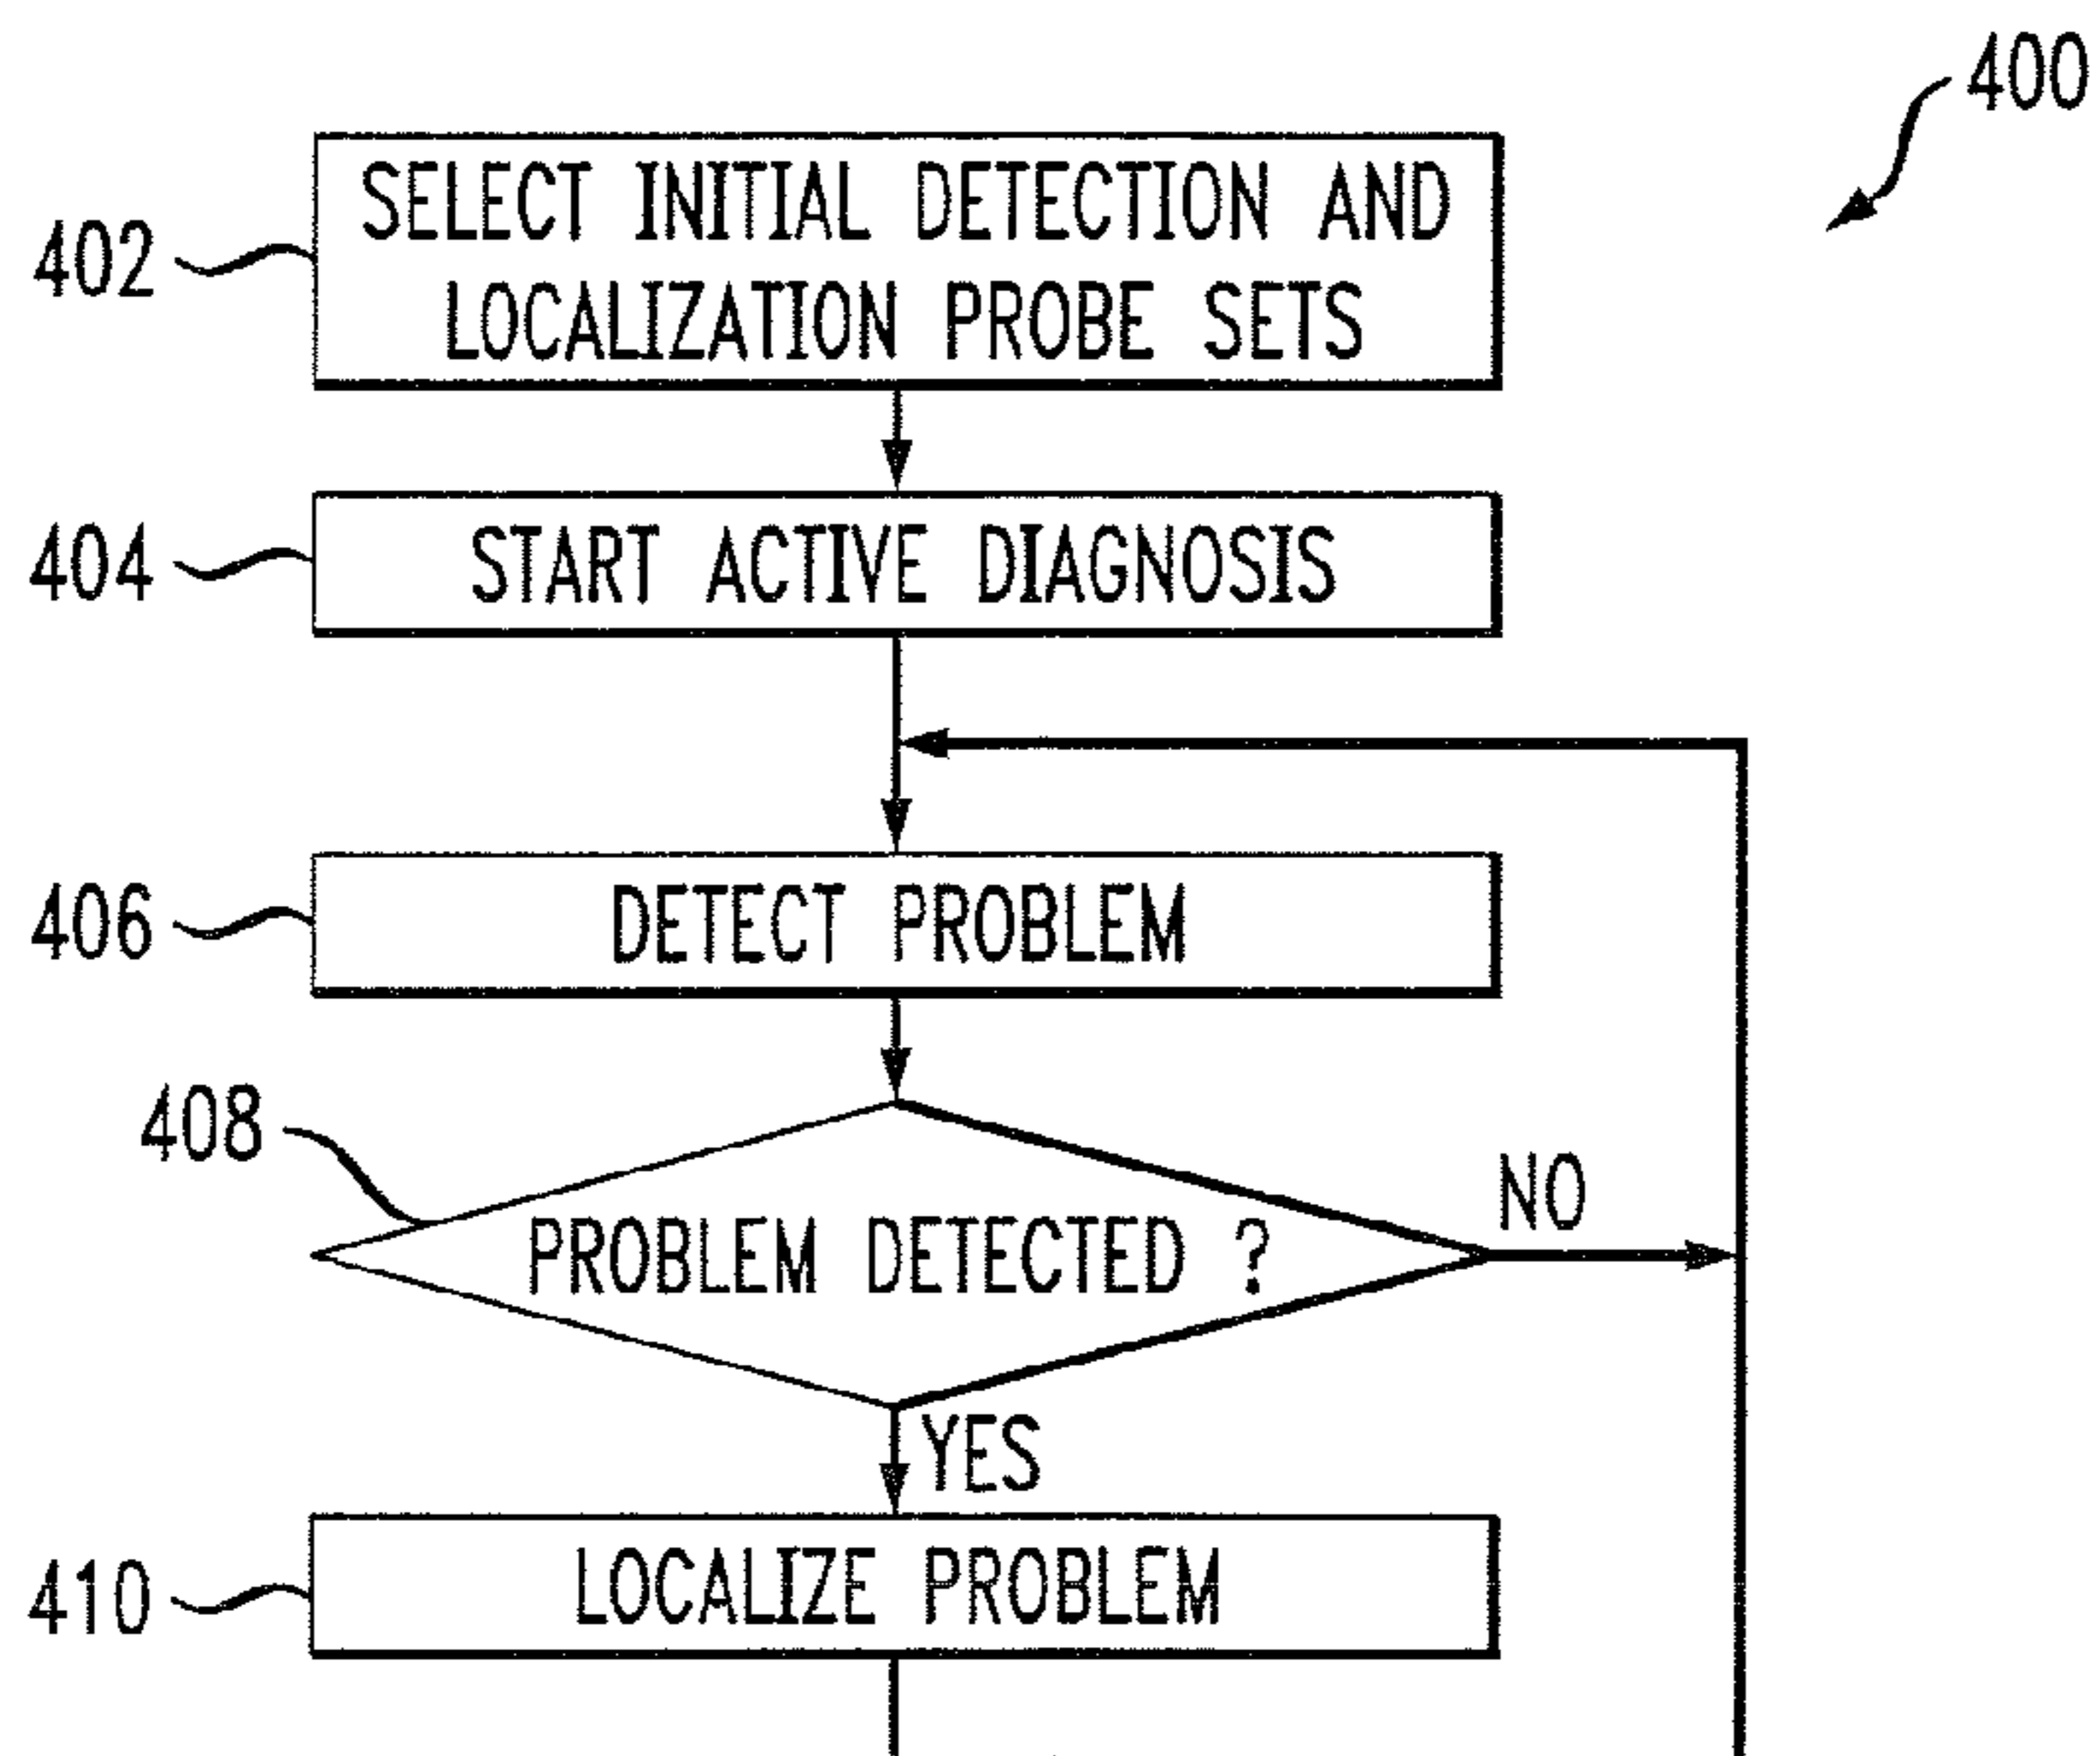 400
402
SELECT INITIAL DETECTION AND
LOCALIZATION PROBE SETS
404
START ACTIVE DIAGNOSIS
406
DETECT PROBLEM
408
PROBLEM DETECTED ?
NO
YES
410
LOCALIZE PROBLEM